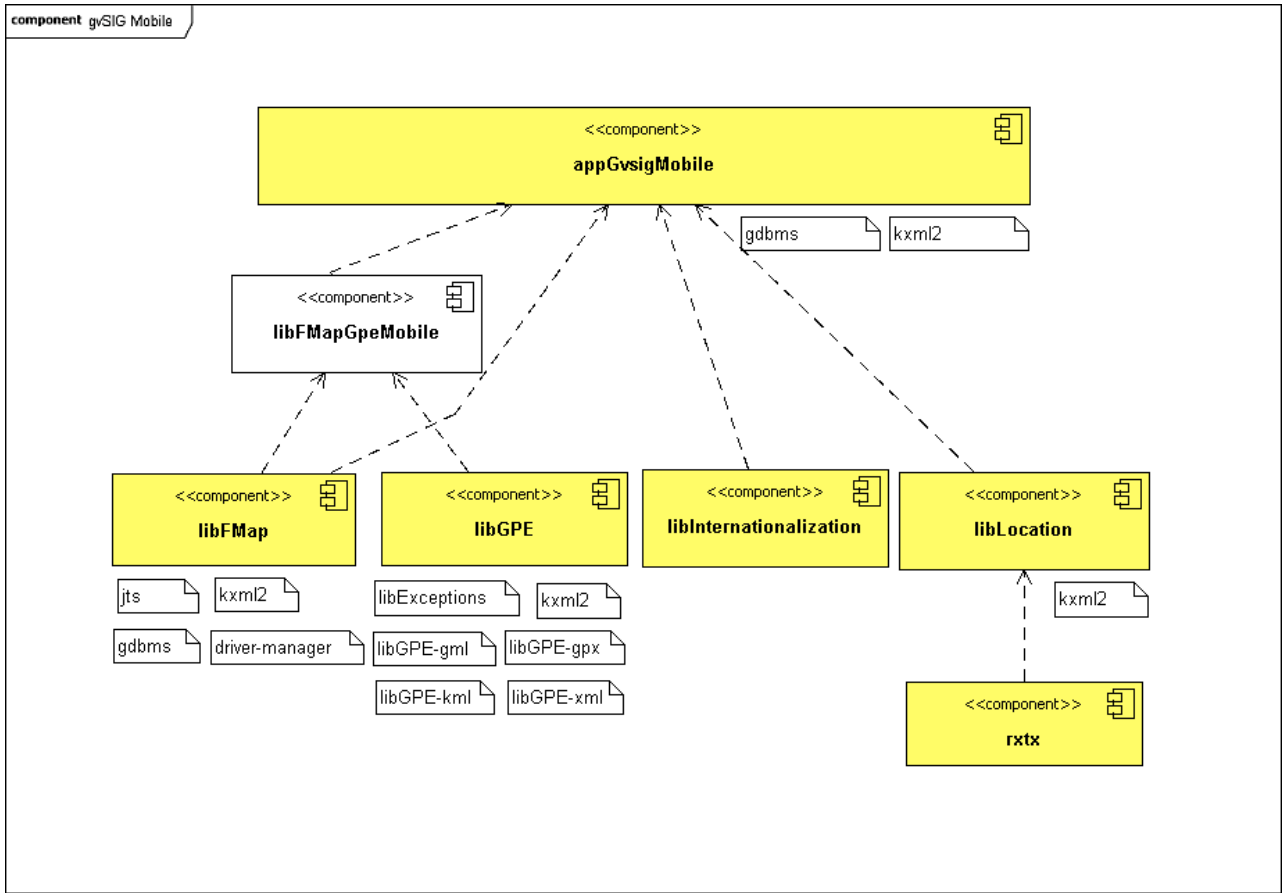 component gvSIG Mobile
<<component>>
appGvsigMobile
gdbms
kxml2
<<component>>
libFMapGpeMobile
<<component>>
libFMap
<<component>>
libGPE
<<component>>
libInternationalization
<<component>>
libLocation
jts
kxml2
libExceptions
kxml2
kxml2
gdbms
driver-manager
libGPE-gml
libGPE-gpx
libGPE-kml
libGPE-xml
<<component>>
rxtx